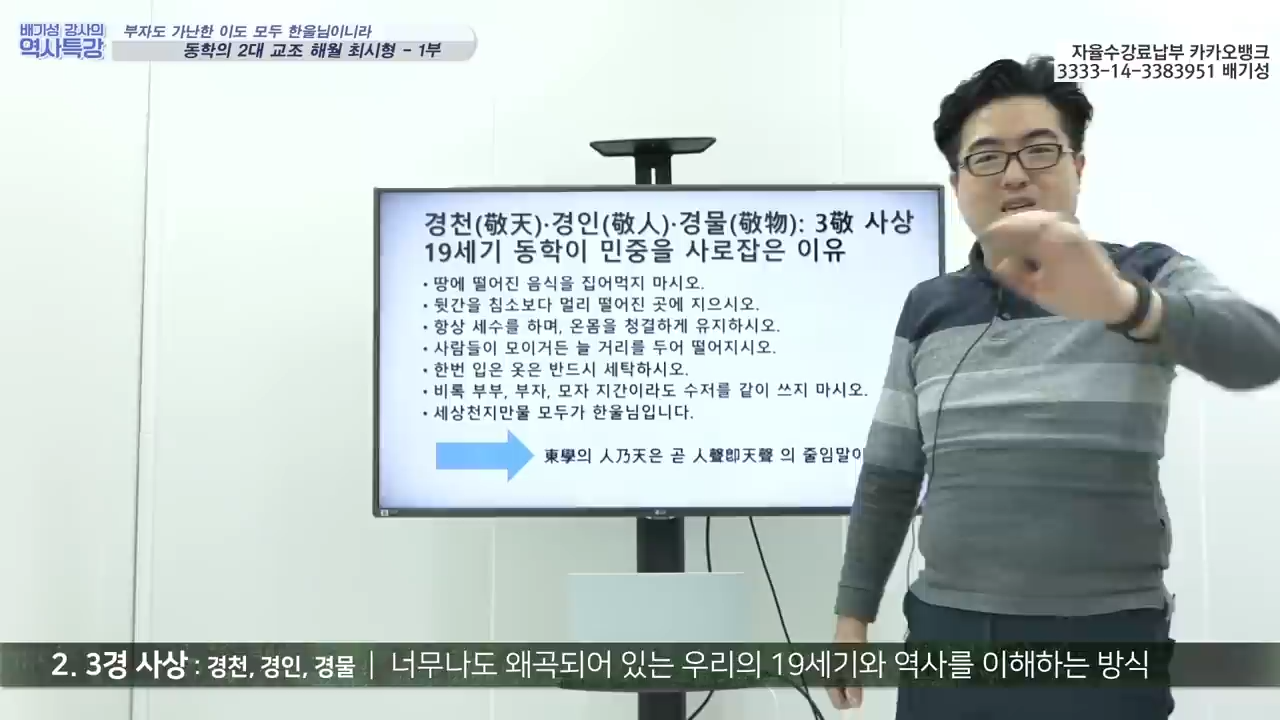 배기성 강사의
역사특강
부자도 가난한 이도 모두 한울님이니라
동학의 2대 교조 해월 최시형 - 1부
자율수강료납부 카카오뱅크
3333-14-3383951 배기성
경천(敬天)·경인(敬人)·경물(敬物): 3敬 사상
19세기 동학이 민중을 사로잡은 이유
• 땅에 떨어진 음식을 집어먹지 마시오.
• 뒷간을 침소보다 멀리 떨어진 곳에 지으시오.
• 항상 세수를 하며, 온몸을 청결하게 유지하시오.
• 사람들이 모이거든 늘 거리를 두어 떨어지시오.
• 한번 입은 옷은 반드시 세탁하시오.
• 비록 부부, 부자, 모자 지간이라도 수저를 같이 쓰지 마시오.
• 세상천지만물 모두가 한울님입니다.
東學의 人乃天은 곧 人聲卽天聲 의 줄임말이
LG
2. 3경 사상 : 경천, 경인, 경물 | 너무나도 왜곡되어 있는 우리의 19세기와 역사를 이해하는 방식